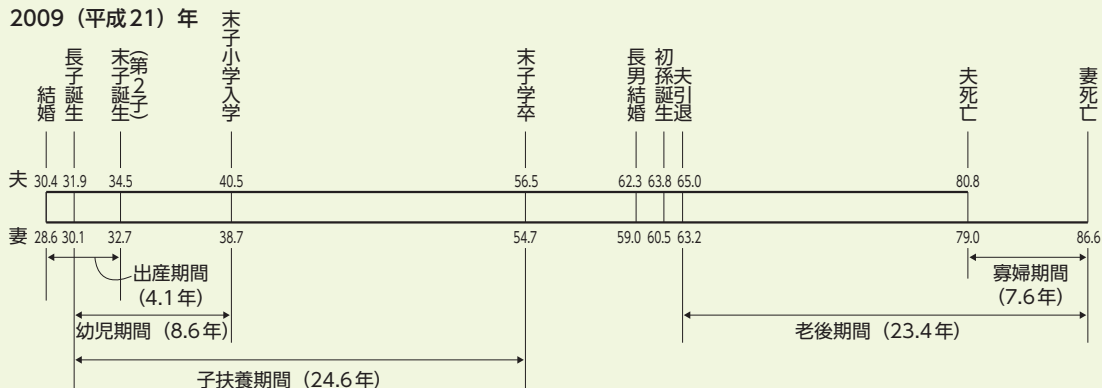 2009（平成21）年
結婚
長子誕生
末子誕生
（第2子）
末子小学入学
末子学卒
長男結婚
初孫誕生
夫引退
夫死亡
妻死亡
夫 30.4 31.9 34.5 40.5 56.5 62.3 63.8 65.0 80.8
妻 28.6 30.1 32.7 38.7 54.7 59.0 60.5 63.2 79.0 86.6
出産期間
（4.1年）
寡婦期間
（7.6年）
幼児期間（8.6年）
老後期間（23.4年）
子扶養期間（24.6年）